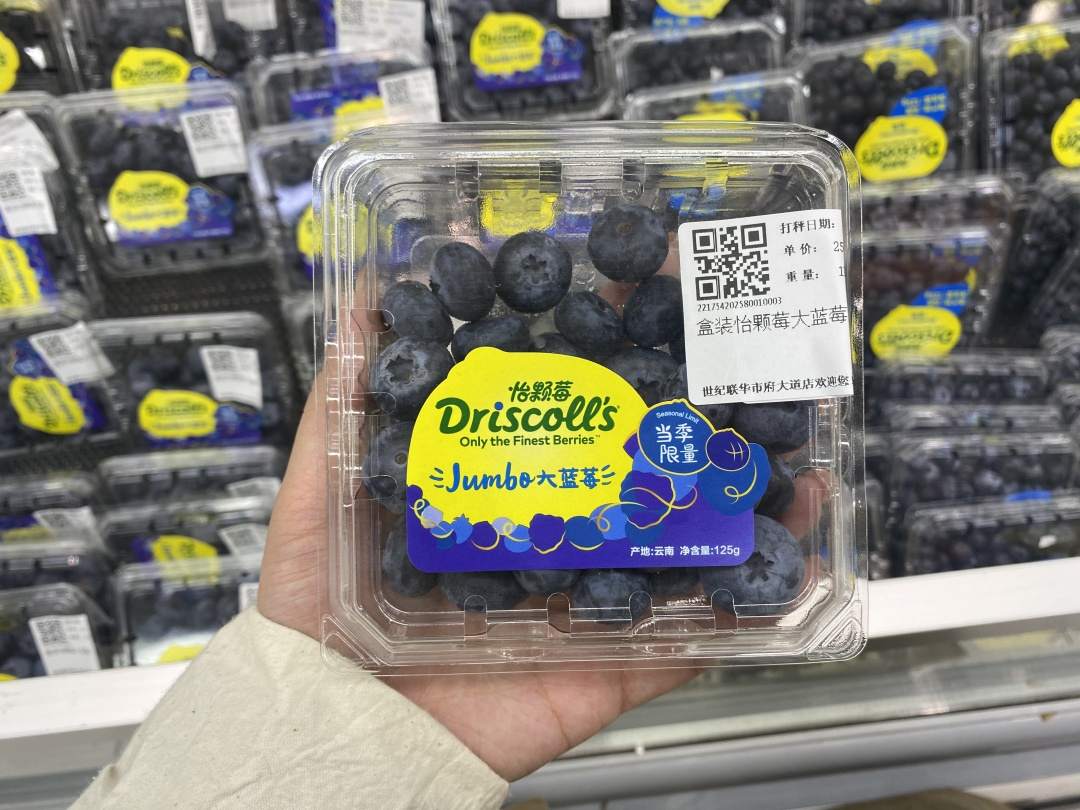 怡颗莓
Driscoll's
Only the Finest Berries™
Jumbo大蓝莓
Seasonal Limit
当季
限量
产地:云南 净含量:125g
打秤日期:
单价: 25
重量: 1
221754202580010003
盒装怡颗莓大蓝莓
世纪联华市府大道店欢迎您